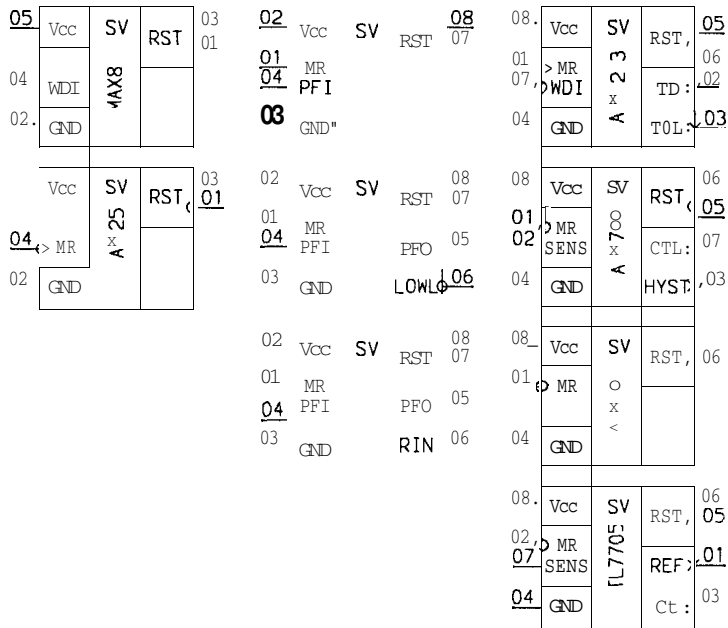 05 Vcc SV RST 03
01
04 WDI MAX8
02. GND
Vcc SV RST 03
01
04 > MR A x 25
02 GND
02 Vcc SV RST 08
07
01 MR
04 PFI
03 GND"
02 Vcc SV RST 08
07
01 MR
04 PFI PFO 05
03 GND LOWL 06
02 Vcc SV RST 08
07
01 MR
04 PFI PFO 05
03 GND RIN 06
08. Vcc SV RST, 05
06
01 > MR A x 23
07, WDI TD: ,02
04 GND TOL: 03
08 Vcc SV RST 06
05
01 MR A x 700
02 SENS CTL: 07
04 GND HYST: ,03
08_ Vcc SV RST, 06
01 MR O x <
04 GND
08. Vcc SV RST, 06
05
02, MR TL7705
07 SENS REF 01
04 GND Ct: 03